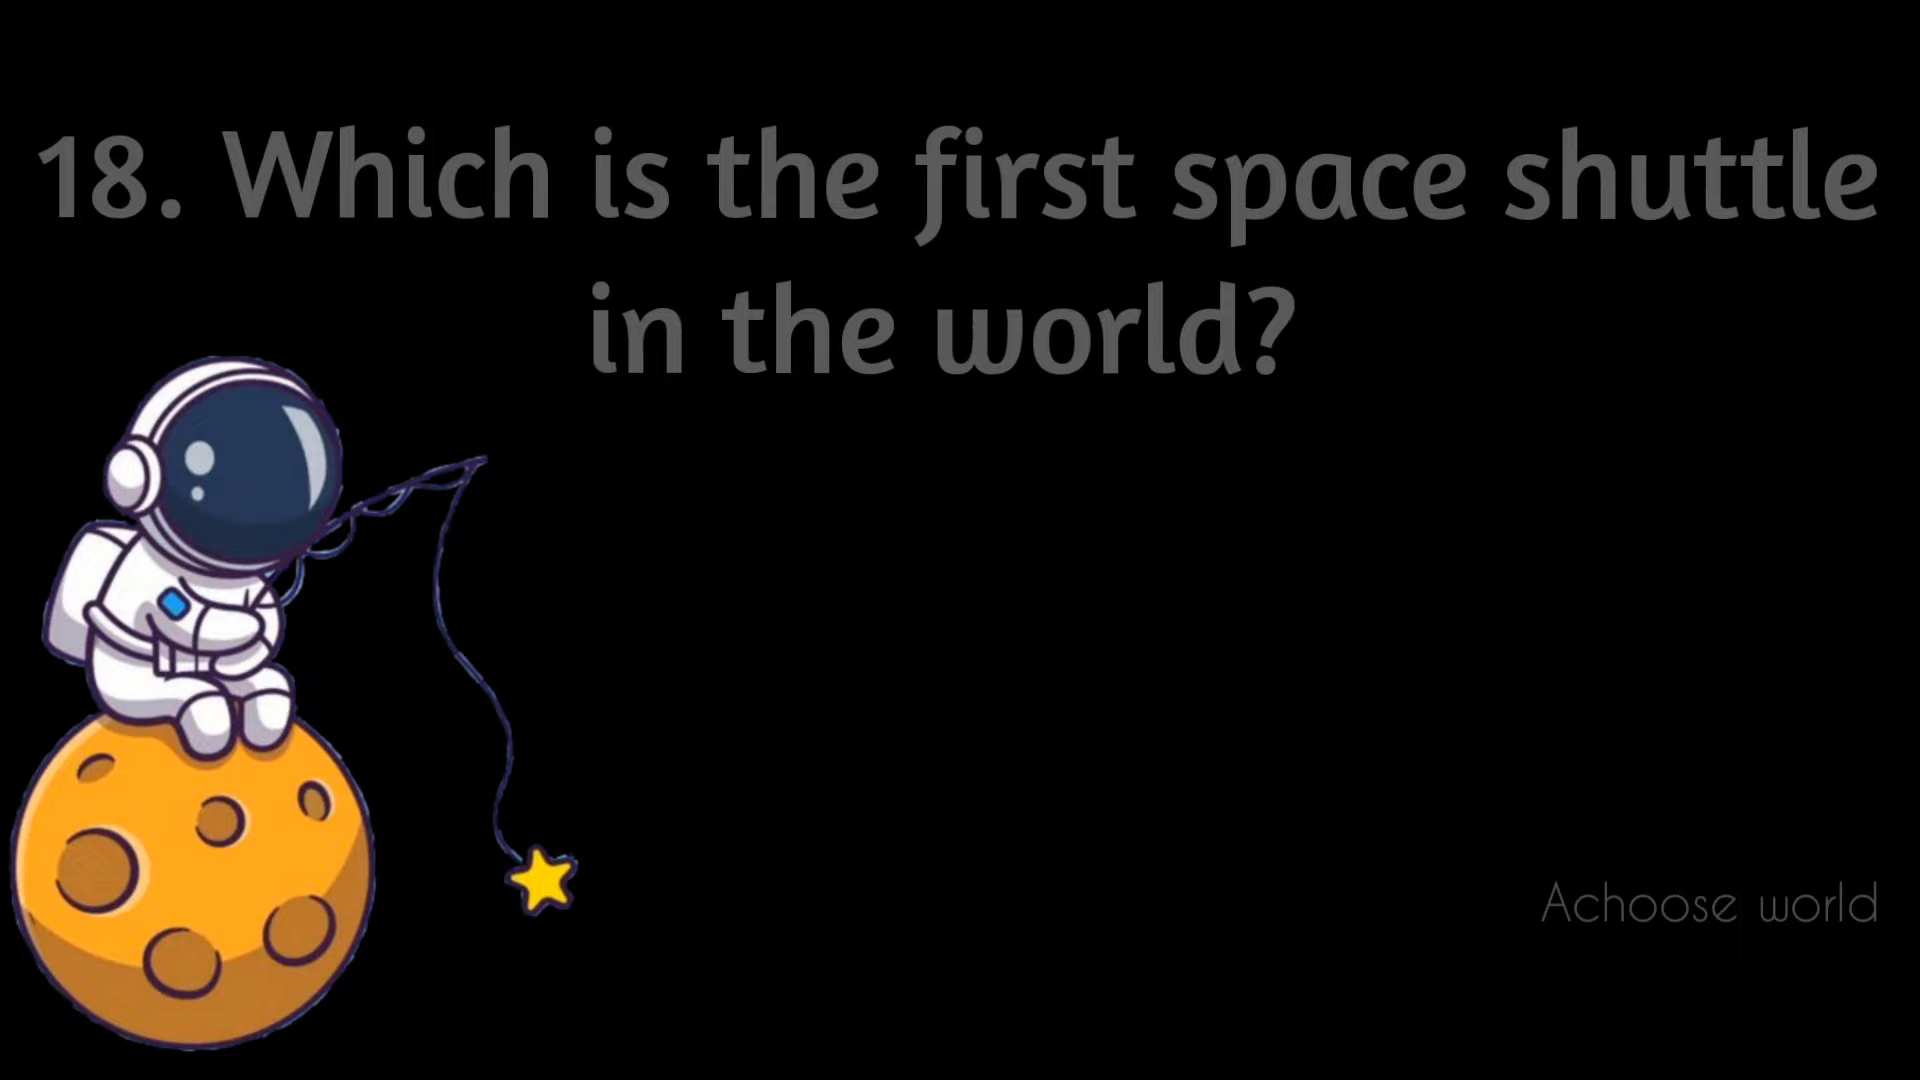 18. Which is the first space shuttle
in the world?
Achoose world